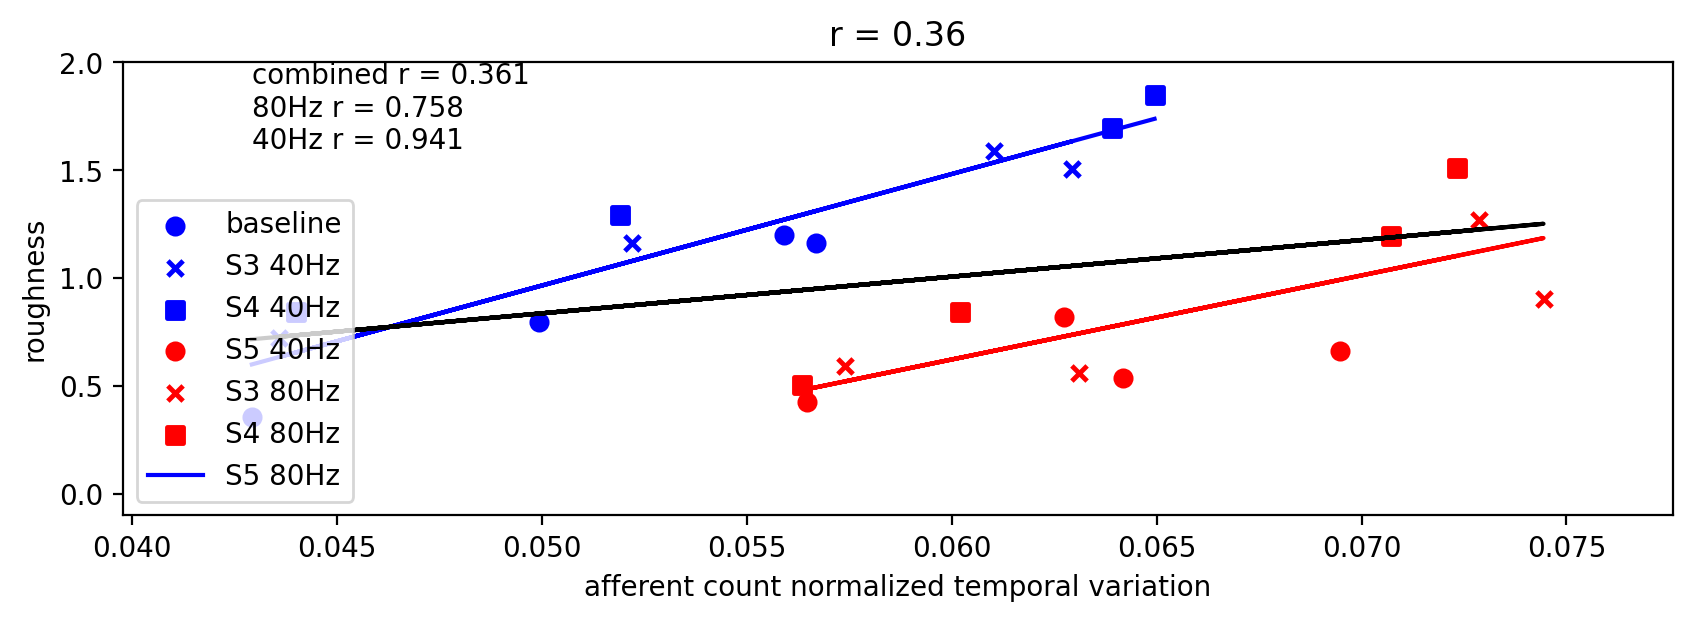 r = 0.36
combined r = 0.361
80Hz r = 0.758
40Hz r = 0.941
2.0
1.5
1.0
0.5
0.0
roughness
baseline
S3 40Hz
S4 40Hz
S5 40Hz
S3 80Hz
S4 80Hz
S5 80Hz
0.040 0.045 0.050 0.055 0.060 0.065 0.070 0.075
afferent count normalized temporal variation